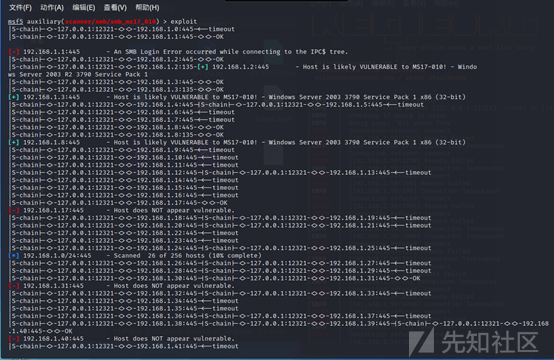 文件(F) 动作(A) 编辑(E) 查看(V) 帮助(H)
msf5 auxiliary(scanner/smb/smb_ms17_010) > exploit
|S-chain|-<>-127.0.0.1:12321-<><>-192.168.1.0:445-<--timeout
|S-chain|-<>-127.0.0.1:12321-<><>-192.168.1.1:445-<><>-OK
[-] 192.168.1.1:445 - An SMB Login Error occurred while connecting to the IPC$ tree.
|S-chain|-<>-127.0.0.1:12321-<><>-192.168.1.2:445-<><>-OK
|S-chain|-<>-127.0.0.1:12321-<><>-192.168.1.2:135-[+] 192.168.1.2:445 - Host is likely VULNERABLE to MS17-010! - Windo
ws Server 2003 R2 3790 Service Pack 1
|S-chain|-<>-127.0.0.1:12321-<><>-192.168.1.3:445-<><>-OK
|S-chain|-<>-127.0.0.1:12321-<><>-192.168.1.3:135-<><>-OK
[+] 192.168.1.3:445 - Host is likely VULNERABLE to MS17-010! - Windows Server 2003 3790 Service Pack 1 x86 (32-bit)
|S-chain|-<>-127.0.0.1:12321-<><>-192.168.1.4:445-|S-chain|-<>-127.0.0.1:12321-<><>-192.168.1.5:445-<--timeout
|S-chain|-<>-127.0.0.1:12321-<><>-192.168.1.6:445-<--timeout
|S-chain|-<>-127.0.0.1:12321-<><>-192.168.1.7:445-<--timeout
|S-chain|-<>-127.0.0.1:12321-<><>-192.168.1.8:445-<><>-OK
|S-chain|-<>-127.0.0.1:12321-<><>-192.168.1.8:135-<><>-OK
[+] 192.168.1.8:445 - Host is likely VULNERABLE to MS17-010! - Windows Server 2003 3790 Service Pack 1 x86 (32-bit)
|S-chain|-<>-127.0.0.1:12321-<><>-192.168.1.9:445-<--timeout
|S-chain|-<>-127.0.0.1:12321-<><>-192.168.1.10:445-<--timeout
|S-chain|-<>-127.0.0.1:12321-<><>-192.168.1.11:445-<--timeout
|S-chain|-<>-127.0.0.1:12321-<><>-192.168.1.12:445-|S-chain|-<>-127.0.0.1:12321-<><>-192.168.1.13:445-<--timeout
|S-chain|-<>-127.0.0.1:12321-<><>-192.168.1.14:445-<--timeout
|S-chain|-<>-127.0.0.1:12321-<><>-192.168.1.15:445-<--timeout
|S-chain|-<>-127.0.0.1:12321-<><>-192.168.1.16:445-<--timeout
|S-chain|-<>-127.0.0.1:12321-<><>-192.168.1.17:445-<><>-OK
[-] 192.168.1.17:445 - Host does NOT appear vulnerable.
|S-chain|-<>-127.0.0.1:12321-<><>-192.168.1.18:445-|S-chain|-<>-127.0.0.1:12321-<><>-192.168.1.19:445-<--timeout
|S-chain|-<>-127.0.0.1:12321-<><>-192.168.1.20:445-|S-chain|-<>-127.0.0.1:12321-<><>-192.168.1.21:445-<--timeout
|S-chain|-<>-127.0.0.1:12321-<><>-192.168.1.22:445-<--timeout
|S-chain|-<>-127.0.0.1:12321-<><>-192.168.1.23:445-<--timeout
|S-chain|-<>-127.0.0.1:12321-<><>-192.168.1.24:445-|S-chain|-<>-127.0.0.1:12321-<><>-192.168.1.25:445-<--timeout
[*] 192.168.1.0/24:445 - Scanned 26 of 256 hosts (10% complete)
|S-chain|-<>-127.0.0.1:12321-<><>-192.168.1.26:445-|S-chain|-<>-127.0.0.1:12321-<><>-192.168.1.27:445-<--timeout
|S-chain|-<>-127.0.0.1:12321-<><>-192.168.1.28:445-|S-chain|-<>-127.0.0.1:12321-<><>-192.168.1.29:445-<--timeout
|S-chain|-<>-127.0.0.1:12321-<><>-192.168.1.30:445-|S-chain|-<>-127.0.0.1:12321-<><>-192.168.1.31:445-<><>-OK
[-] 192.168.1.31:445 - Host does NOT appear vulnerable.
|S-chain|-<>-127.0.0.1:12321-<><>-192.168.1.32:445-|S-chain|-<>-127.0.0.1:12321-<><>-192.168.1.33:445-<--timeout
|S-chain|-<>-127.0.0.1:12321-<><>-192.168.1.34:445-<--timeout
|S-chain|-<>-127.0.0.1:12321-<><>-192.168.1.35:445-<--timeout
|S-chain|-<>-127.0.0.1:12321-<><>-192.168.1.36:445-|S-chain|-<>-127.0.0.1:12321-<><>-192.168.1.37:445-<--timeout
|S-chain|-<>-127.0.0.1:12321-<><>-192.168.1.38:445-|S-chain|-<>-127.0.0.1:12321-<><>-192.168.1.39:445-|S-chain|-<>-127.0.0.1:12321-<><>-192.168
.1.40:445-<><>-OK
[-] 192.168.1.40:445 - Host does NOT appear vulnerable.
|S-chain|-<>-127.0.0.1:12321-<><>-192.168.1.41:445-<--timeout
先知社区